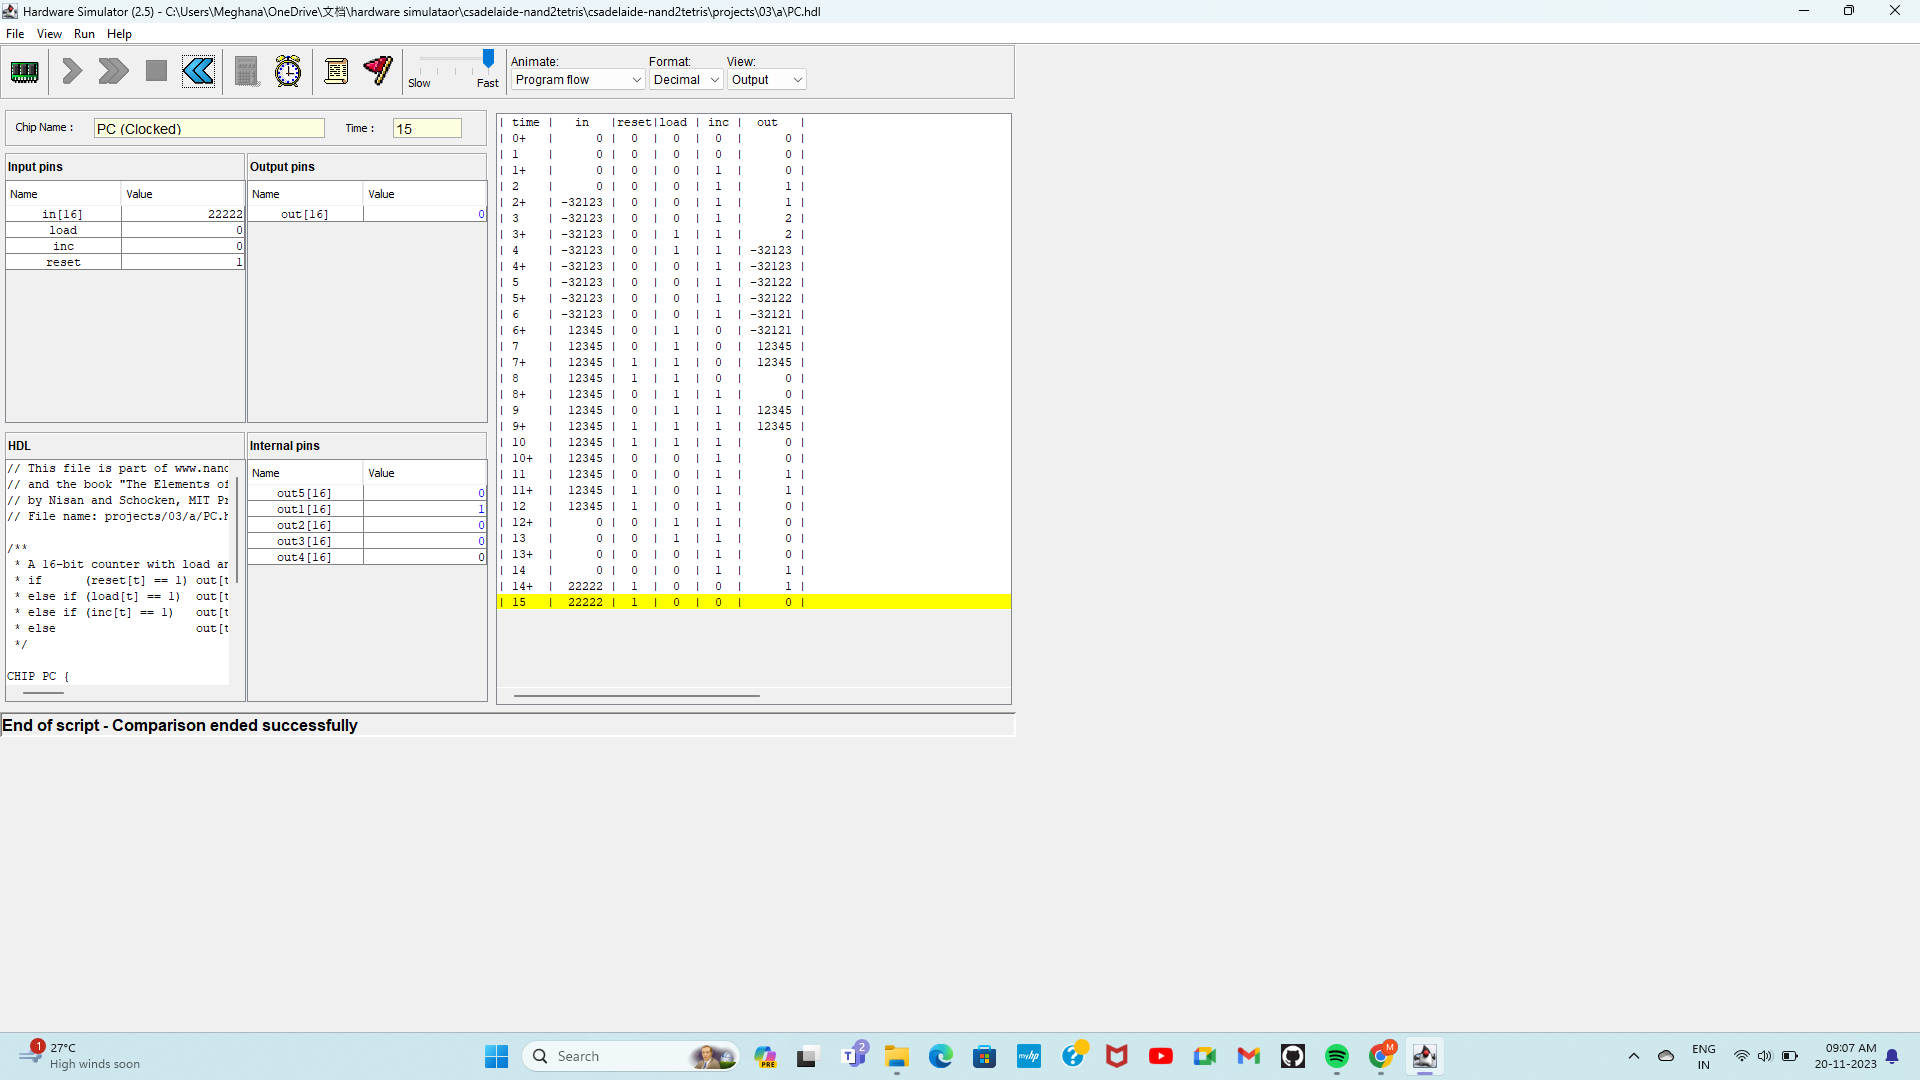 Hardware Simulator (2.5) - C:\Users\Meghana\OneDrive\文档\hardware simulataor\csadelaide-nand2tetris\csadelaide-nand2tetris\projects\03\a\PC.hdl
File View Run Help
Slow Fast
Animate: Format: View:
Program flow Decimal Output
Chip Name : PC (Clocked) Time : 15
Input pins
Name Value
in[16] 22222
load 0
inc 0
reset 1
Output pins
Name Value
out[16] 0
HDL
// This file is part of www.nand
// and the book "The Elements of
// by Nisan and Schocken, MIT Pr
// File name: projects/03/a/PC.h
/**
* A 16-bit counter with load an
* if (reset[t] == 1) out[t
* else if (load[t] == 1) out[t
* else if (inc[t] == 1) out[t
* else out[t
*/
CHIP PC {
Internal pins
Name Value
out5[16] 0
out1[16] 1
out2[16] 0
out3[16] 0
out4[16] 0
| time | in |reset|load | inc | out |
| 0+ | 0 | 0 | 0 | 0 | 0 |
| 1 | 0 | 0 | 0 | 0 | 0 |
| 1+ | 0 | 0 | 0 | 1 | 0 |
| 2 | 0 | 0 | 0 | 1 | 1 |
| 2+ | -32123 | 0 | 0 | 1 | 1 |
| 3 | -32123 | 0 | 0 | 1 | 2 |
| 3+ | -32123 | 0 | 1 | 1 | 2 |
| 4 | -32123 | 0 | 1 | 1 | -32123 |
| 4+ | -32123 | 0 | 0 | 1 | -32123 |
| 5 | -32123 | 0 | 0 | 1 | -32122 |
| 5+ | -32123 | 0 | 0 | 1 | -32122 |
| 6 | -32123 | 0 | 0 | 1 | -32121 |
| 6+ | 12345 | 0 | 1 | 0 | -32121 |
| 7 | 12345 | 0 | 1 | 0 | 12345 |
| 7+ | 12345 | 1 | 1 | 0 | 12345 |
| 8 | 12345 | 1 | 1 | 0 | 0 |
| 8+ | 12345 | 0 | 1 | 1 | 0 |
| 9 | 12345 | 0 | 1 | 1 | 12345 |
| 9+ | 12345 | 1 | 1 | 1 | 12345 |
| 10 | 12345 | 1 | 1 | 1 | 0 |
| 10+ | 12345 | 0 | 0 | 1 | 0 |
| 11 | 12345 | 0 | 0 | 1 | 1 |
| 11+ | 12345 | 1 | 0 | 1 | 1 |
| 12 | 12345 | 1 | 0 | 1 | 0 |
| 12+ | 0 | 0 | 1 | 1 | 0 |
| 13 | 0 | 0 | 1 | 1 | 0 |
| 13+ | 0 | 0 | 0 | 1 | 0 |
| 14 | 0 | 0 | 0 | 1 | 1 |
| 14+ | 22222 | 1 | 0 | 0 | 1 |
| 15 | 22222 | 1 | 0 | 0 | 0 |
End of script - Comparison ended successfully
1
27°C
High winds soon
Search
PRE
T
2
myhp
M
ENG
IN
09:07 AM
20-11-2023